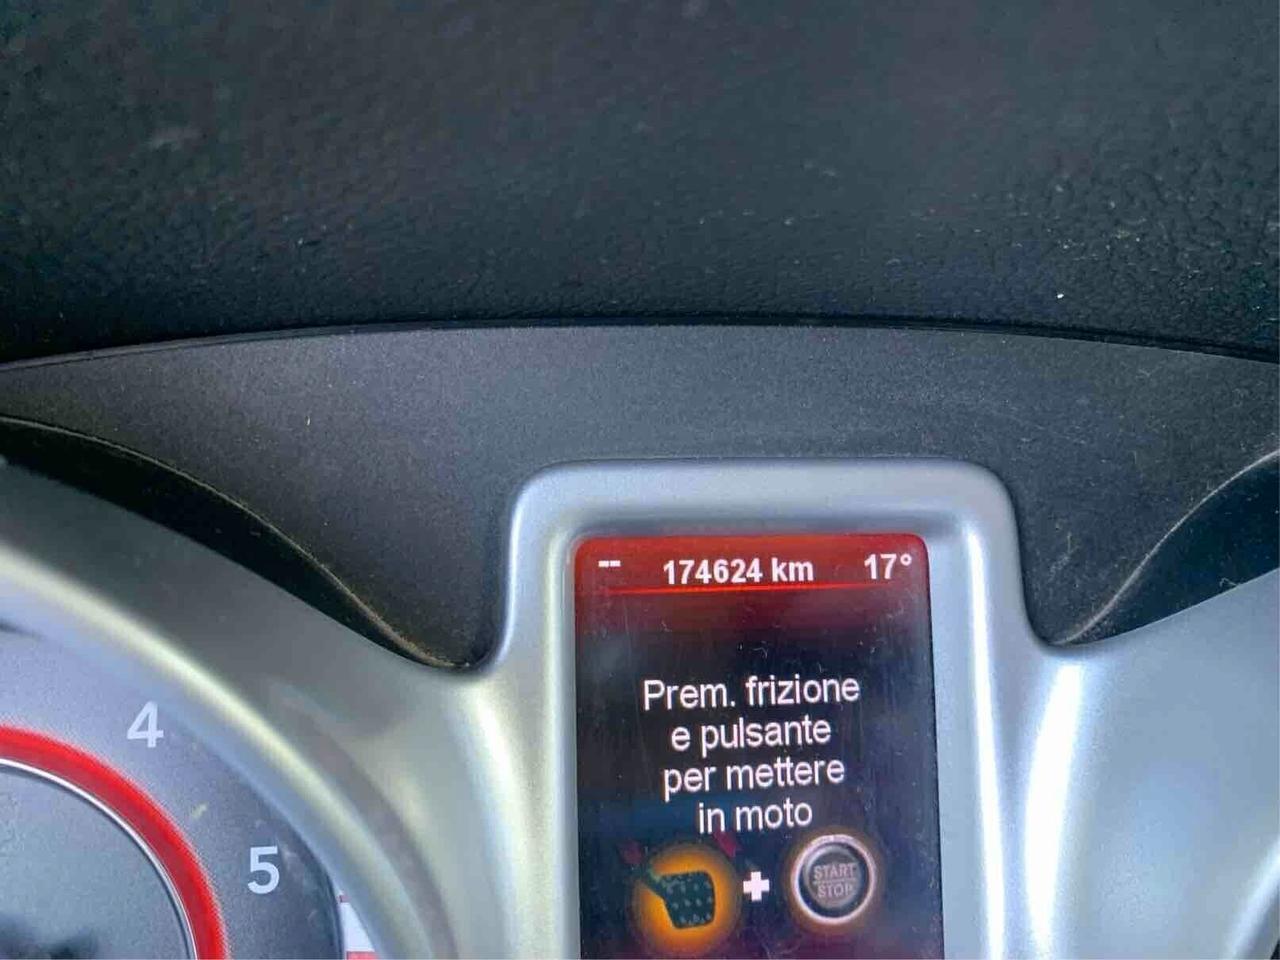 -- 174624 km 17°
Prem. frizione
e pulsante
per mettere
in moto
START
STOP
4
5